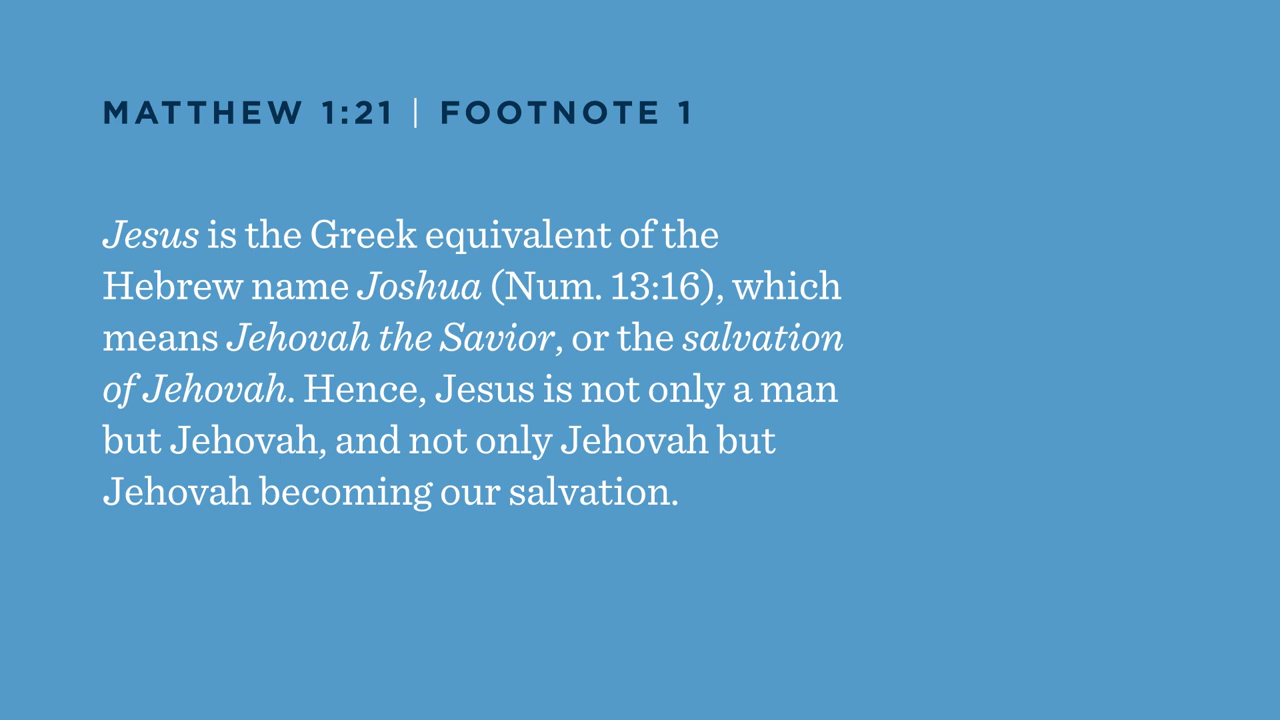 MATTHEW 1:21 | FOOTNOTE 1
Jesus is the Greek equivalent of the
Hebrew name Joshua (Num. 13:16), which
means Jehovah the Savior, or the salvation
of Jehovah. Hence, Jesus is not only a man
but Jehovah, and not only Jehovah but
Jehovah becoming our salvation.